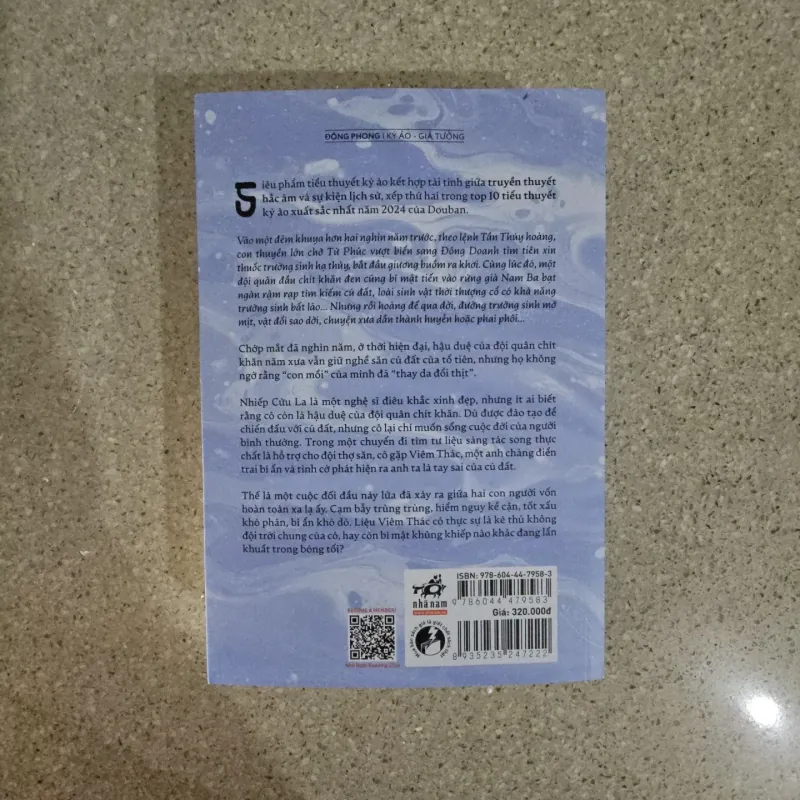 ĐÔNG PHONG | KỲ ẢO - GIẢ TƯỞNG
Siêu phẩm tiểu thuyết kỳ ảo kết hợp tài tình giữa truyền thuyết
hắc ám và sự kiện lịch sử, xếp thứ hai trong top 10 tiểu thuyết
kỳ ảo xuất sắc nhất năm 2024 của Douban.
Vào một đêm khuya hơn hai nghìn năm trước, theo lệnh Tần Thủy hoàng,
con thuyền lớn chở Từ Phúc vượt biển sang Đông Doanh tìm tiên xin
thuốc trường sinh hạ thủy, bắt đầu giương buồm ra khơi. Cùng lúc đó, một
đội quân đầu chít khăn đen cũng bí mật tiến vào rừng già Nam Ba bạt
ngàn rậm rạp tìm kiếm củ đất, loài sinh vật thời thượng cổ có khả năng
trường sinh bất lão... Nhưng rồi hoàng đế qua đời, đường trường sinh mờ
mịt, vật đổi sao dời, chuyện xưa dần thành huyền hoặc phai phôi...
Chớp mắt đã nghìn năm, ở thời hiện đại, hậu duệ của đội quân chít
khăn năm xưa vẫn giữ nghề săn củ đất của tổ tiên, nhưng họ không
ngờ rằng “con mồi” của mình đã “thay da đổi thịt”.
Nhiếp Cửu La là một nghệ sĩ điêu khắc xinh đẹp, nhưng ít ai biết
rằng cô còn là hậu duệ của đội quân chít khăn. Dù được đào tạo để
chiến đấu với củ đất, nhưng cô lại chỉ muốn sống cuộc đời của người
bình thường. Trong một chuyến đi tìm tư liệu sáng tác song thực
chất là hỗ trợ cho đội thợ săn, cô gặp Viêm Thác, một anh chàng điển
trai bí ẩn và tình cờ phát hiện ra anh ta là tay sai của củ đất.
Thế là một cuộc đối đầu nảy lửa đã xảy ra giữa hai con người vốn
hoàn toàn xa lạ ấy. Cạm bẫy trùng trùng, hiểm nguy kề cận, tốt xấu
khó phân, bí ẩn khó dò. Liệu Viêm Thác có thực sự là kẻ thù không
đội trời chung của cô, hay còn bí mật khủng khiếp nào khác đang lẩn
khuất trong bóng tối?
BECOME A MEMBER!
nhã nam
ISBN: 978-604-44-7958-3
9 786044 479583
Giá: 320.000đ
8 935235 247222